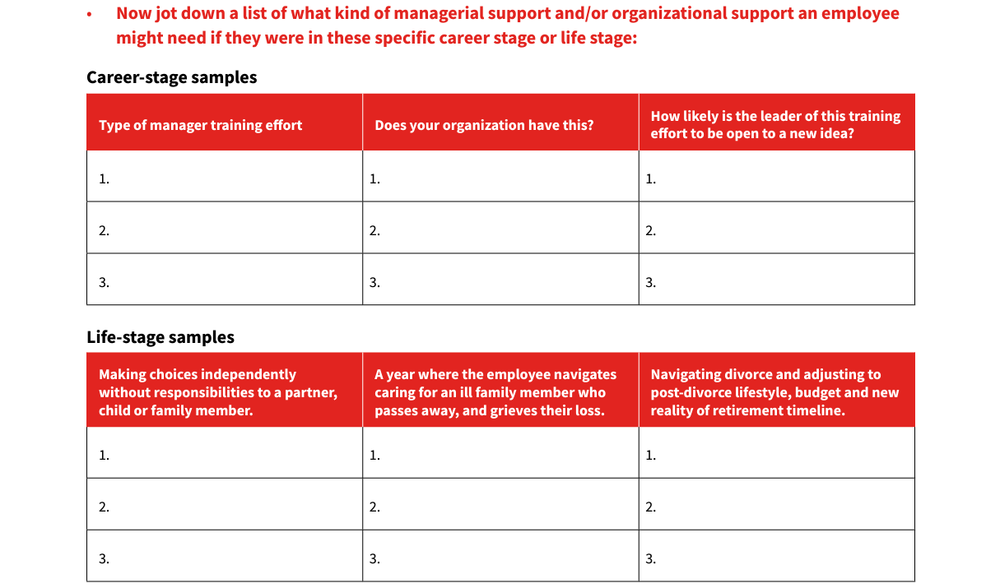 • Now jot down a list of what kind of managerial support and/or organizational support an employee
might need if they were in these specific career stage or life stage:
Career-stage samples
Type of manager training effort
Does your organization have this?
How likely is the leader of this training
effort to be open to a new idea?
1.
1.
1.
2.
2.
2.
3.
3.
3.
Life-stage samples
Making choices independently
without responsibilities to a partner,
child or family member.
A year where the employee navigates
caring for an ill family member who
passes away, and grieves their loss.
Navigating divorce and adjusting to
post-divorce lifestyle, budget and new
reality of retirement timeline.
1.
1.
1.
2.
2.
2.
3.
3.
3.